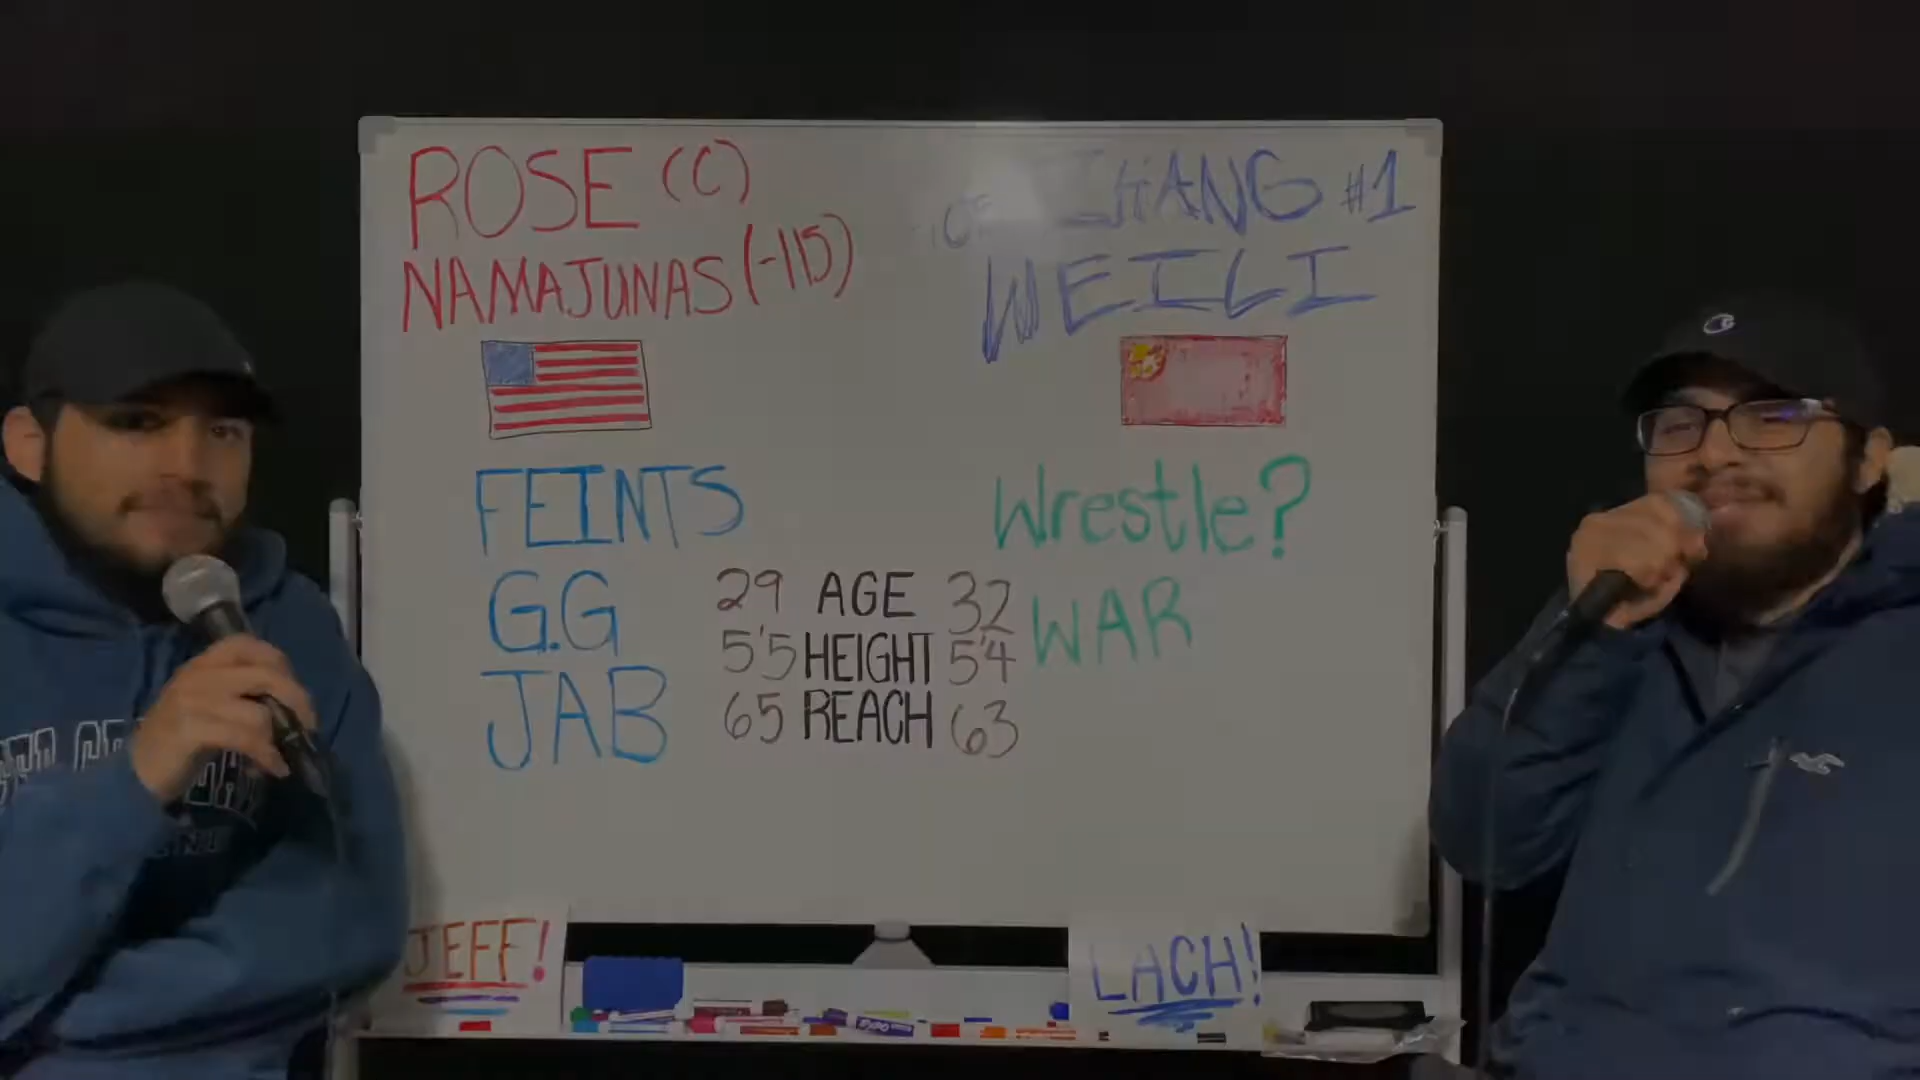 ROSE (C)
NAMAJUNAS (-115)
ZHANG #1
WEILI
FEINTS
G.G
JAB
Wrestle?
WAR
29 AGE 32
5'5 HEIGHT 5'4
65 REACH 63
JEFF!
LACH!